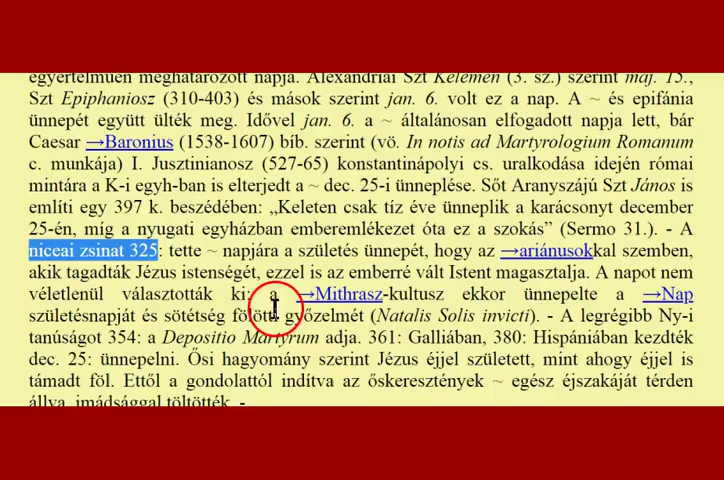 egyértelműen meghatározott napja. Alexandriai Szt Kelemen (3. sz.) szerint máj. 15.,
Szt Epiphaniosz (310-403) és mások szerint jan. 6. volt ez a nap. A ~ és epifánia
ünnepét együtt ülték meg. Idővel jan. 6. a ~ általánosan elfogadott napja lett, bár
Caesar →Baronius (1538-1607) bíb. szerint (vö. In notis ad Martyrologium Romanum
c. munkája) I. Jusztinianosz (527-65) konstantinápolyi cs. uralkodása idején római
mintára a K-i egyh-ban is elterjedt a ~ dec. 25-i ünneplése. Sőt Aranyszájú Szt János is
említi egy 397 k. beszédében: „Keleten csak tíz éve ünneplik a karácsonyt december
25-én, míg a nyugati egyházban emberemlékezet óta ez a szokás” (Sermo 31.). - A
niceai zsinat 325: tette ~ napjára a születés ünnepét, hogy az →ariánusokkal szemben,
akik tagadták Jézus istenségét, ezzel is az emberré vált Istent magasztalja. A napot nem
véletlenül választották ki: a →Mithrasz-kultusz ekkor ünnepelte a →Nap
születésnapját és sötétség fölötti győzelmét (Natalis Solis invicti). - A legrégibb Ny-i
tanúságot 354: a Depositio Martyrum adja. 361: Galliában, 380: Hispániában kezdték
dec. 25: ünnepelni. Ősi hagyomány szerint Jézus éjjel született, mint ahogy éjjel is
támadt föl. Ettől a gondolattól indítva az őskeresztények ~ egész éjszakáját térden
állva, imádsággal töltötték. -